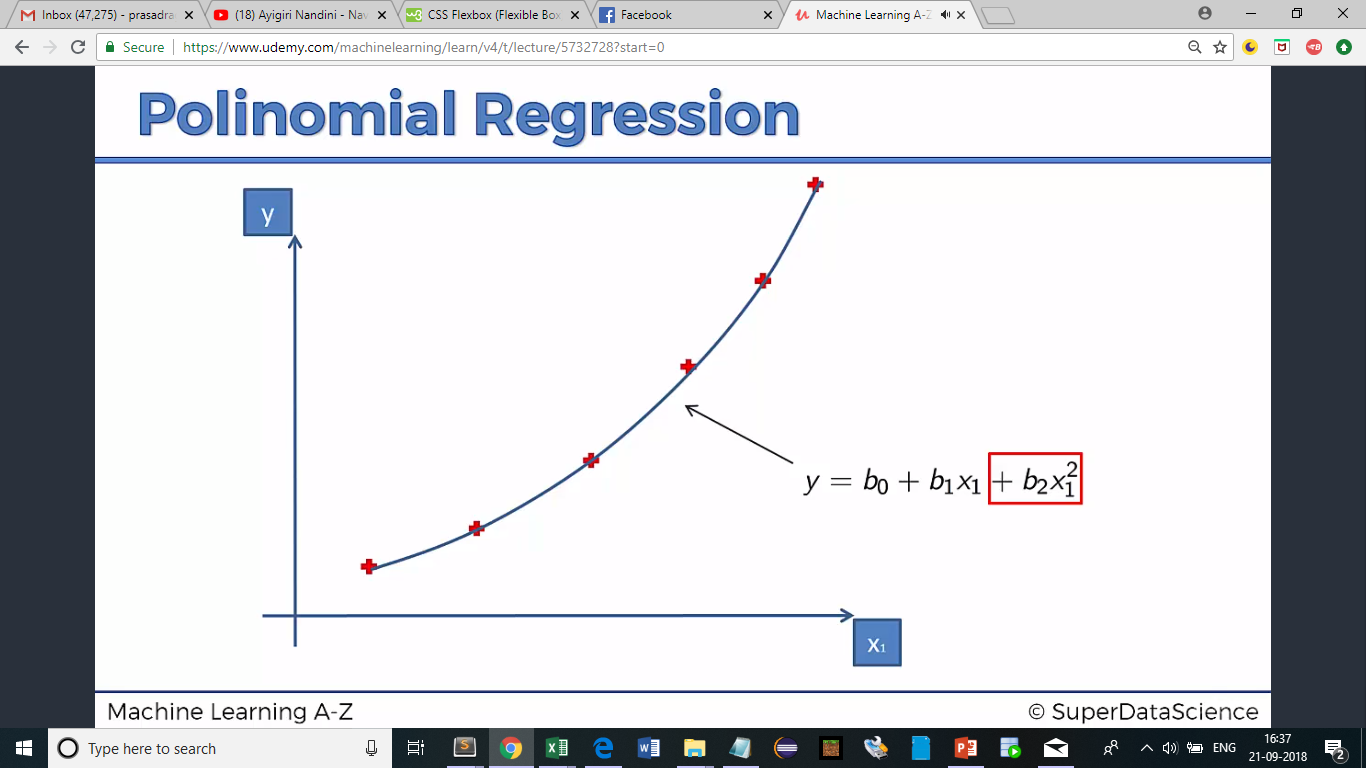 Inbox (47,275) - prasadra
(18) Ayigiri Nandini - Nav
CSS Flexbox (Flexible Box
Facebook
Machine Learning A-Z
Secure
https://www.udemy.com/machinelearning/learn/v4/t/lecture/5732728?start=0
Polinomial Regression
y
y = b₀ + b₁x₁ + b₂x₁²
x₁
Machine Learning A-Z
© SuperDataScience
Type here to search
ENG
16:37
21-09-2018
2